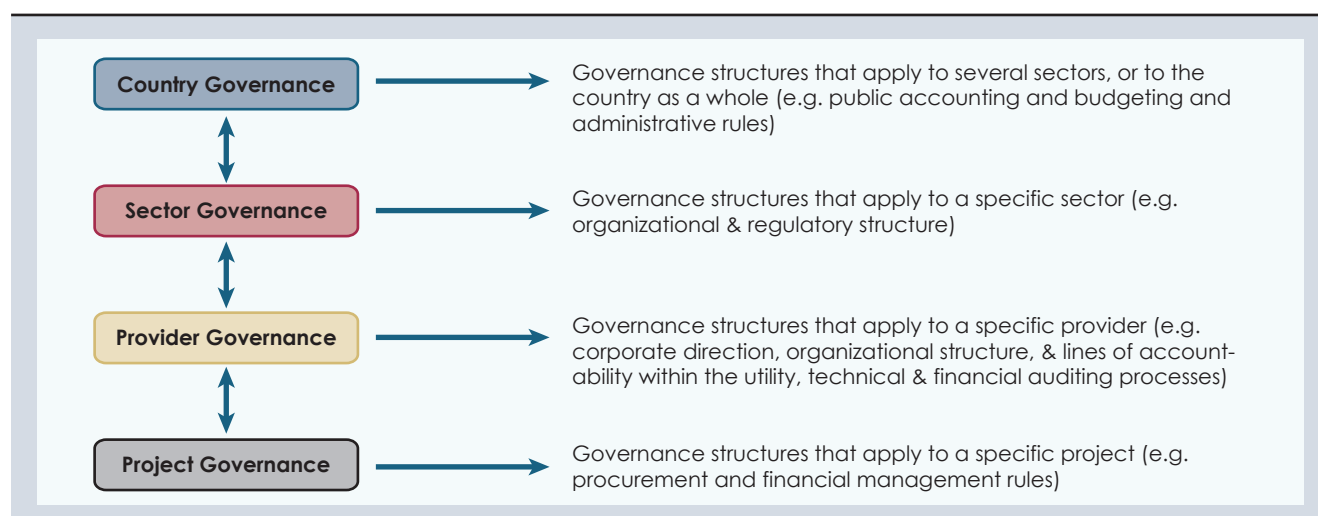 Country Governance
Governance structures that apply to several sectors, or to the
country as a whole (e.g. public accounting and budgeting and
administrative rules)
Sector Governance
Governance structures that apply to a specific sector (e.g.
organizational & regulatory structure)
Provider Governance
Governance structures that apply to a specific provider (e.g.
corporate direction, organizational structure, & lines of account-
ability within the utility, technical & financial auditing processes)
Project Governance
Governance structures that apply to a specific project (e.g.
procurement and financial management rules)